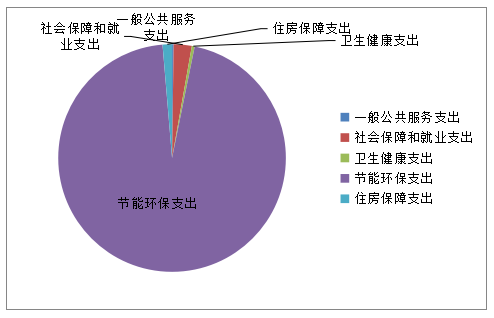 一般公共服务
支出
社会保障和就
业支出
住房保障支出
卫生健康支出
节能环保支出
一般公共服务支出
社会保障和就业支出
卫生健康支出
节能环保支出
住房保障支出